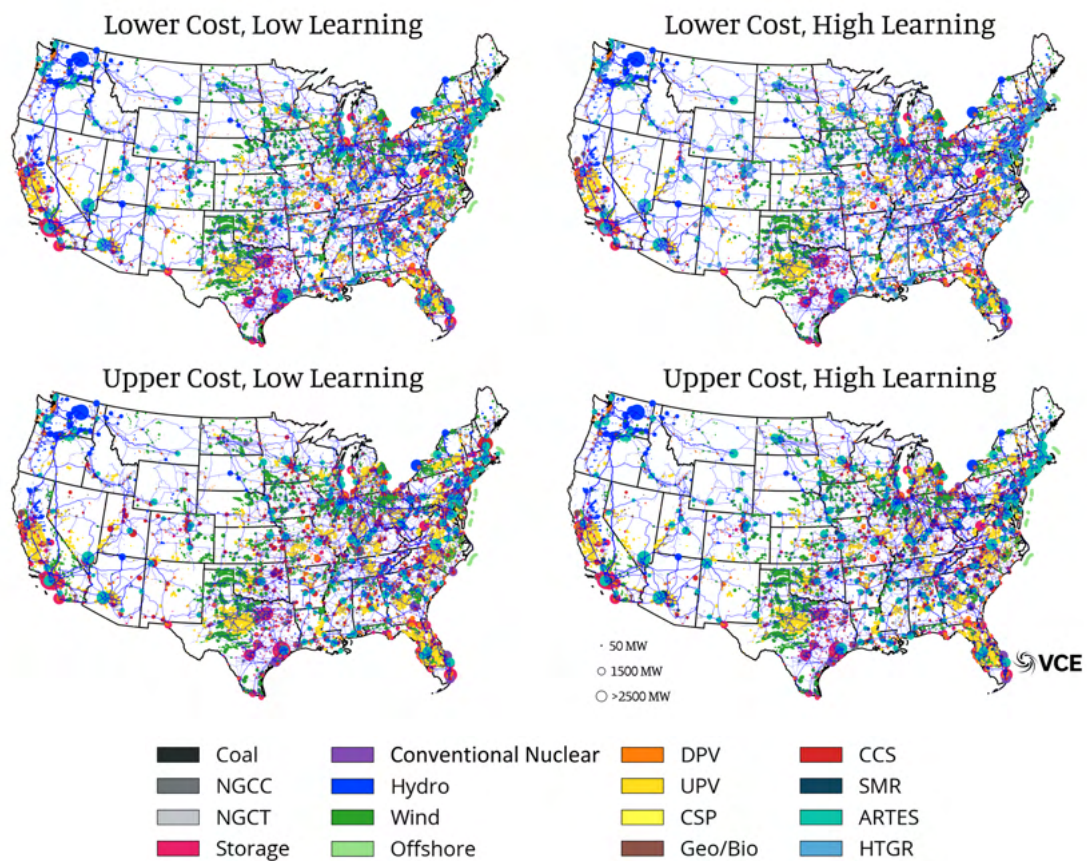 Lower Cost, Low Learning
Lower Cost, High Learning
Upper Cost, Low Learning
Upper Cost, High Learning
50 MW
1500 MW
>2500 MW
VCE
Coal
Conventional Nuclear
DPV
CCS
NGCC
Hydro
UPV
SMR
NGCT
Wind
CSP
ARTES
Storage
Offshore
Geo/Bio
HTGR